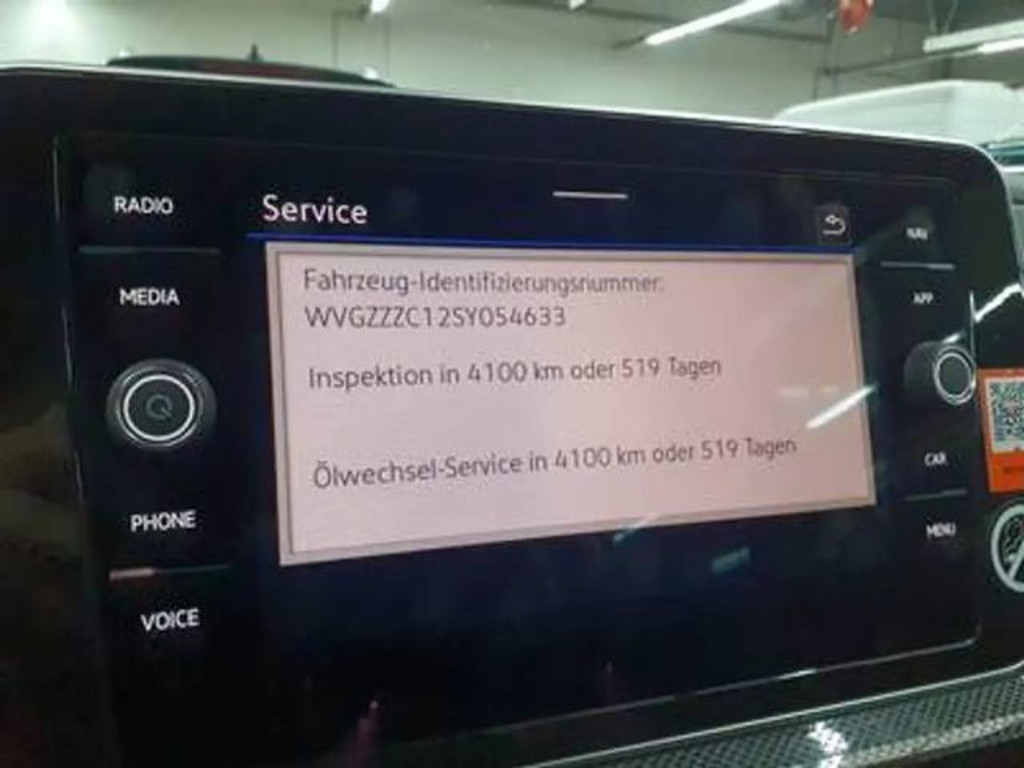 RADIO
Service
NAV
MEDIA
APP
Fahrzeug-Identifizierungsnummer:
WVGZZZC12SY054633
Inspektion in 4100 km oder 519 Tagen
Ölwechsel-Service in 4100 km oder 519 Tagen
CAR
PHONE
MENU
VOICE